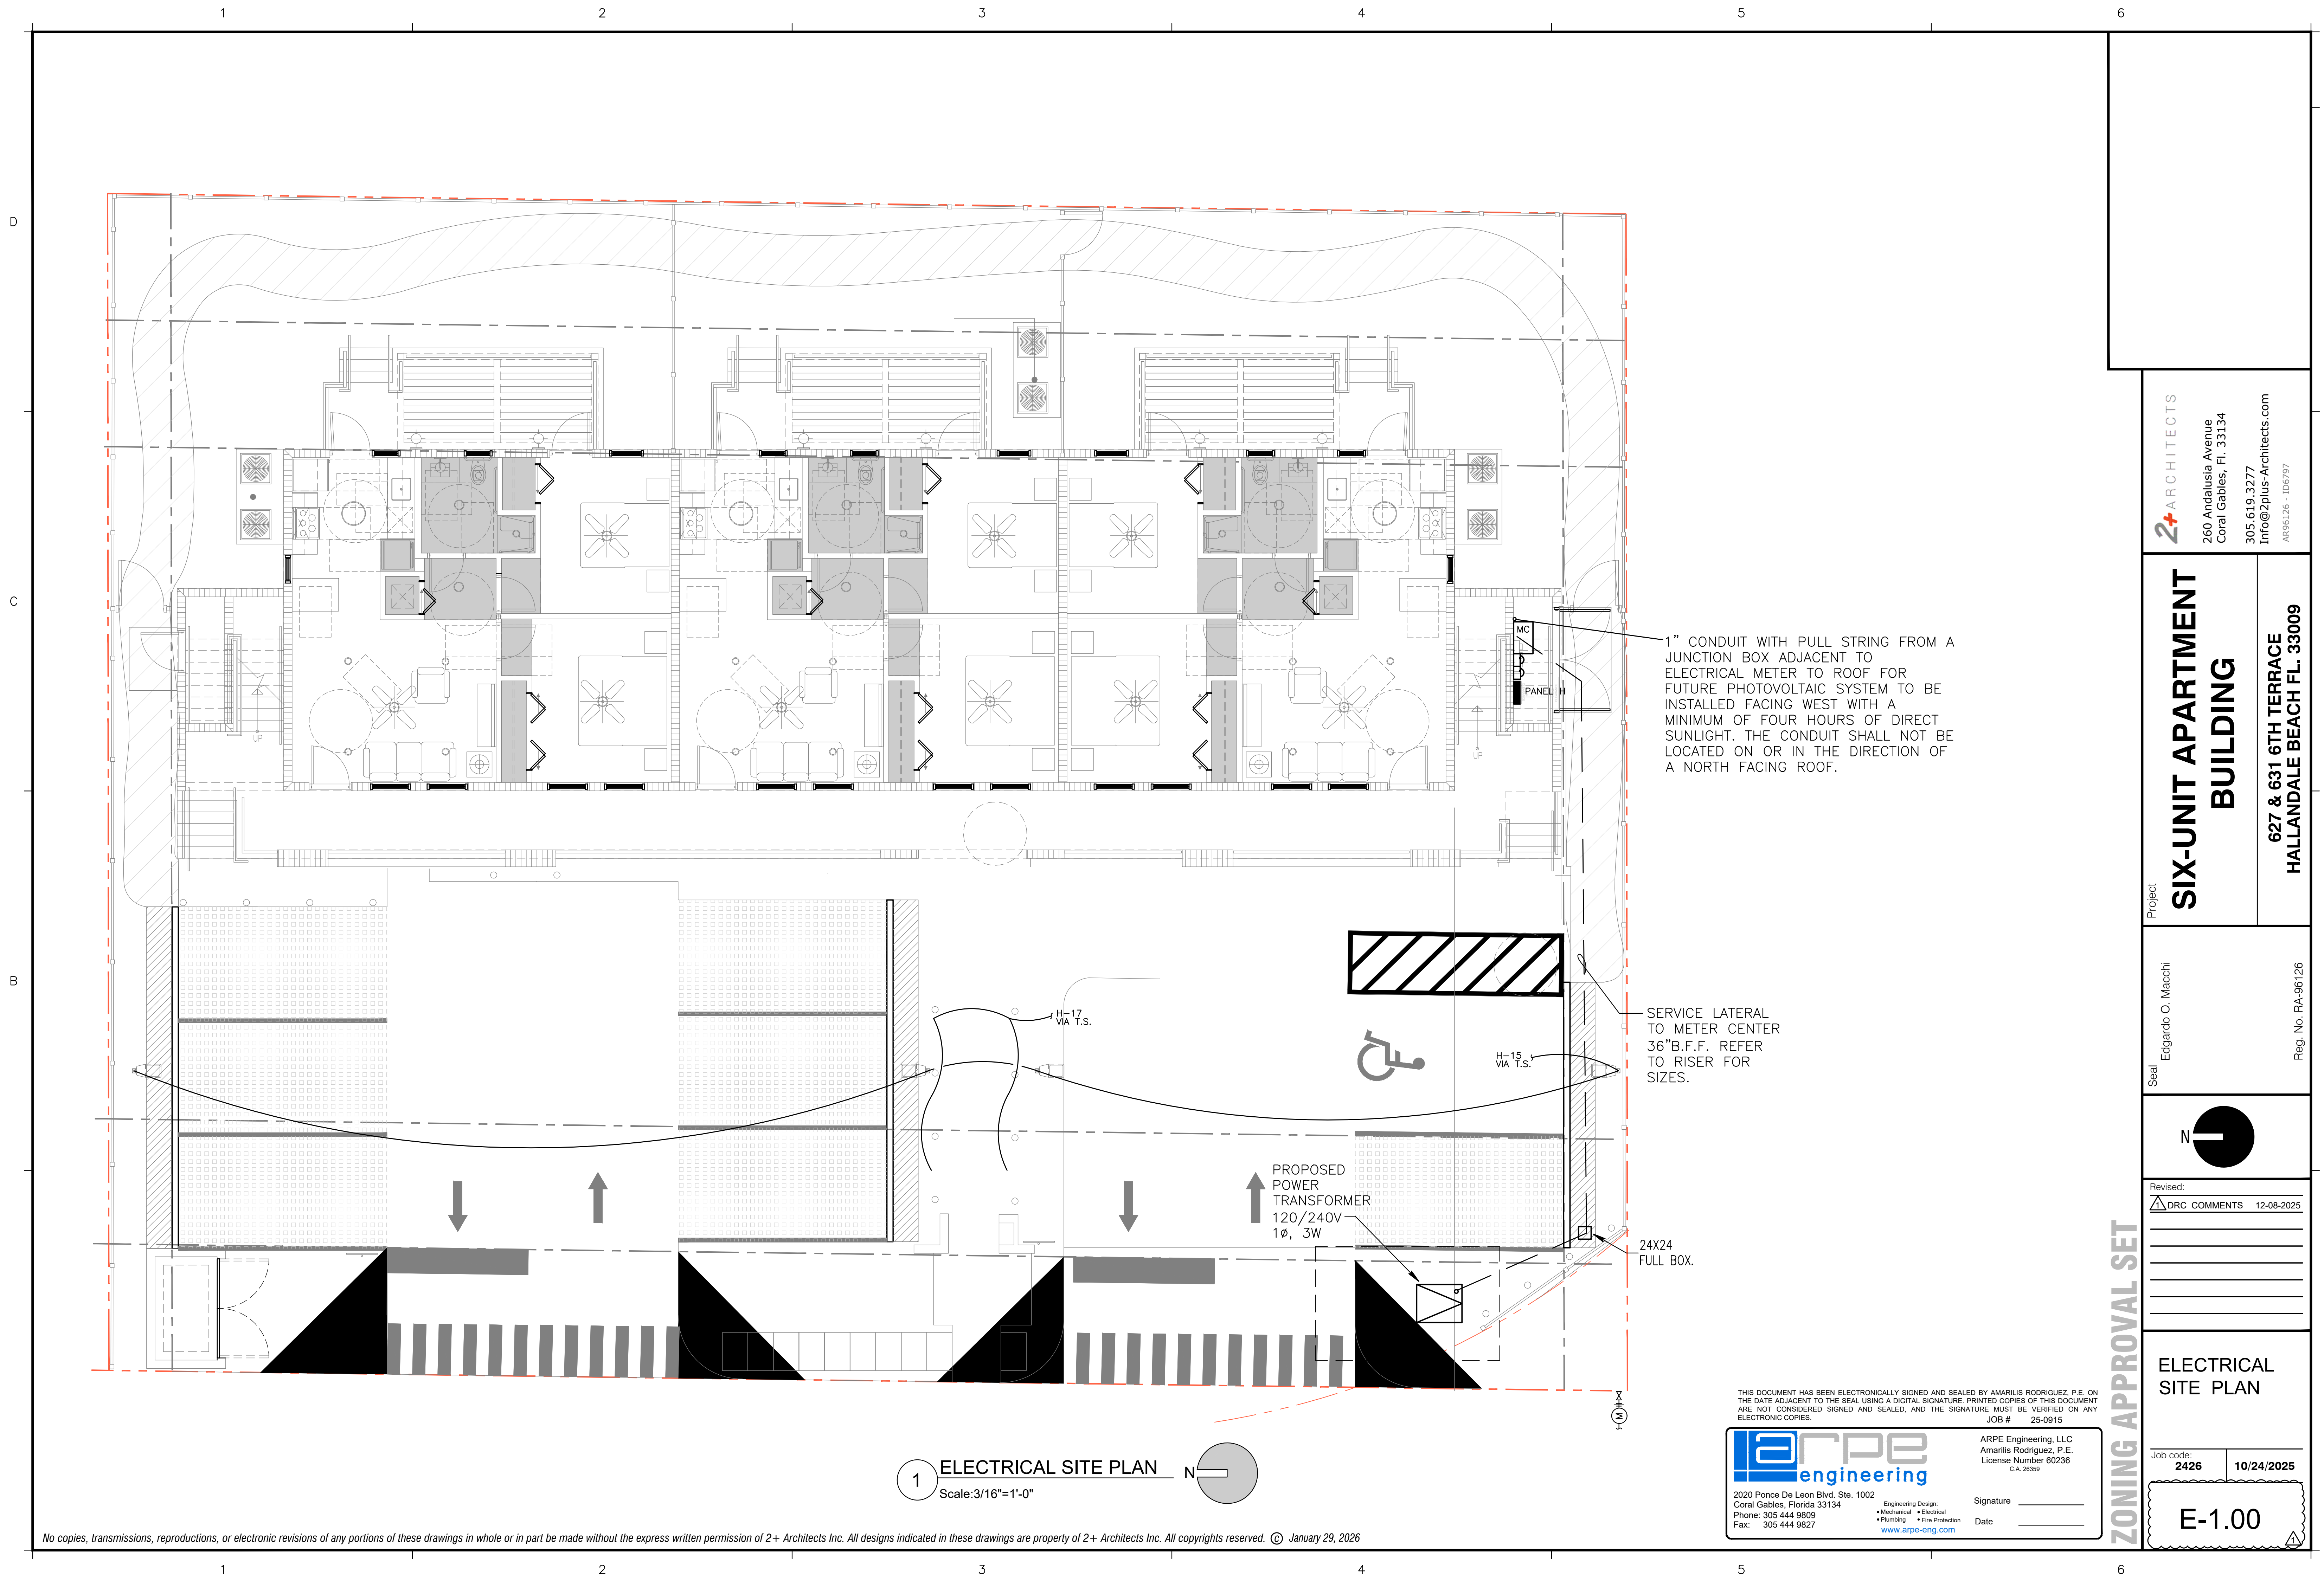 1 2 3 4 5 6
D
C
B
1” CONDUIT WITH PULL STRING FROM A
JUNCTION BOX ADJACENT TO
ELECTRICAL METER TO ROOF FOR
FUTURE PHOTOVOLTAIC SYSTEM TO BE
INSTALLED FACING WEST WITH A
MINIMUM OF FOUR HOURS OF DIRECT
SUNLIGHT. THE CONDUIT SHALL NOT BE
LOCATED ON OR IN THE DIRECTION OF
A NORTH FACING ROOF.
MC
PANEL H
UP
UP
SERVICE LATERAL
TO METER CENTER
36”B.F.F. REFER
TO RISER FOR
SIZES.
H-17
VIA T.S.
H-15
VIA T.S.
PROPOSED
POWER
TRANSFORMER
120/240V
1ø, 3W
24X24
FULL BOX.
M
1
ELECTRICAL SITE PLAN
Scale:3/16"=1'-0"
N
THIS DOCUMENT HAS BEEN ELECTRONICALLY SIGNED AND SEALED BY AMARILIS RODRIGUEZ, P.E. ON
THE DATE ADJACENT TO THE SEAL USING A DIGITAL SIGNATURE. PRINTED COPIES OF THIS DOCUMENT
ARE NOT CONSIDERED SIGNED AND SEALED, AND THE SIGNATURE MUST BE VERIFIED ON ANY
ELECTRONIC COPIES.
JOB # 25-0915
arpe
engineering
2020 Ponce De Leon Blvd. Ste. 1002
Coral Gables, Florida 33134
Phone: 305 444 9809
Fax: 305 444 9827
Engineering Design:
• Mechanical • Electrical
• Plumbing • Fire Protection
www.arpe-eng.com
ARPE Engineering, LLC
Amarilis Rodriguez, P.E.
License Number 60236
C.A. 26359
Signature
Date
No copies, transmissions, reproductions, or electronic revisions of any portions of these drawings in whole or in part be made without the express written permission of 2+ Architects Inc. All designs indicated in these drawings are property of 2+ Architects Inc. All copyrights reserved. © January 29, 2026
1 2 3 4 5 6
2+ ARCHITECTS
260 Andalusia Avenue
Coral Gables, Fl. 33134
305.619.3277
Info@2plus-Architects.com
AR96126 - ID6797
Project
SIX-UNIT APARTMENT
BUILDING
627 & 631 6TH TERRACE
HALLANDALE BEACH FL. 33009
Seal
Edgardo O. Macchi
Reg. No. RA-96126
N
Revised:
1 DRC COMMENTS 12-08-2025
ZONING APPROVAL SET
ELECTRICAL
SITE PLAN
Job code:
2426
10/24/2025
E-1.00
1